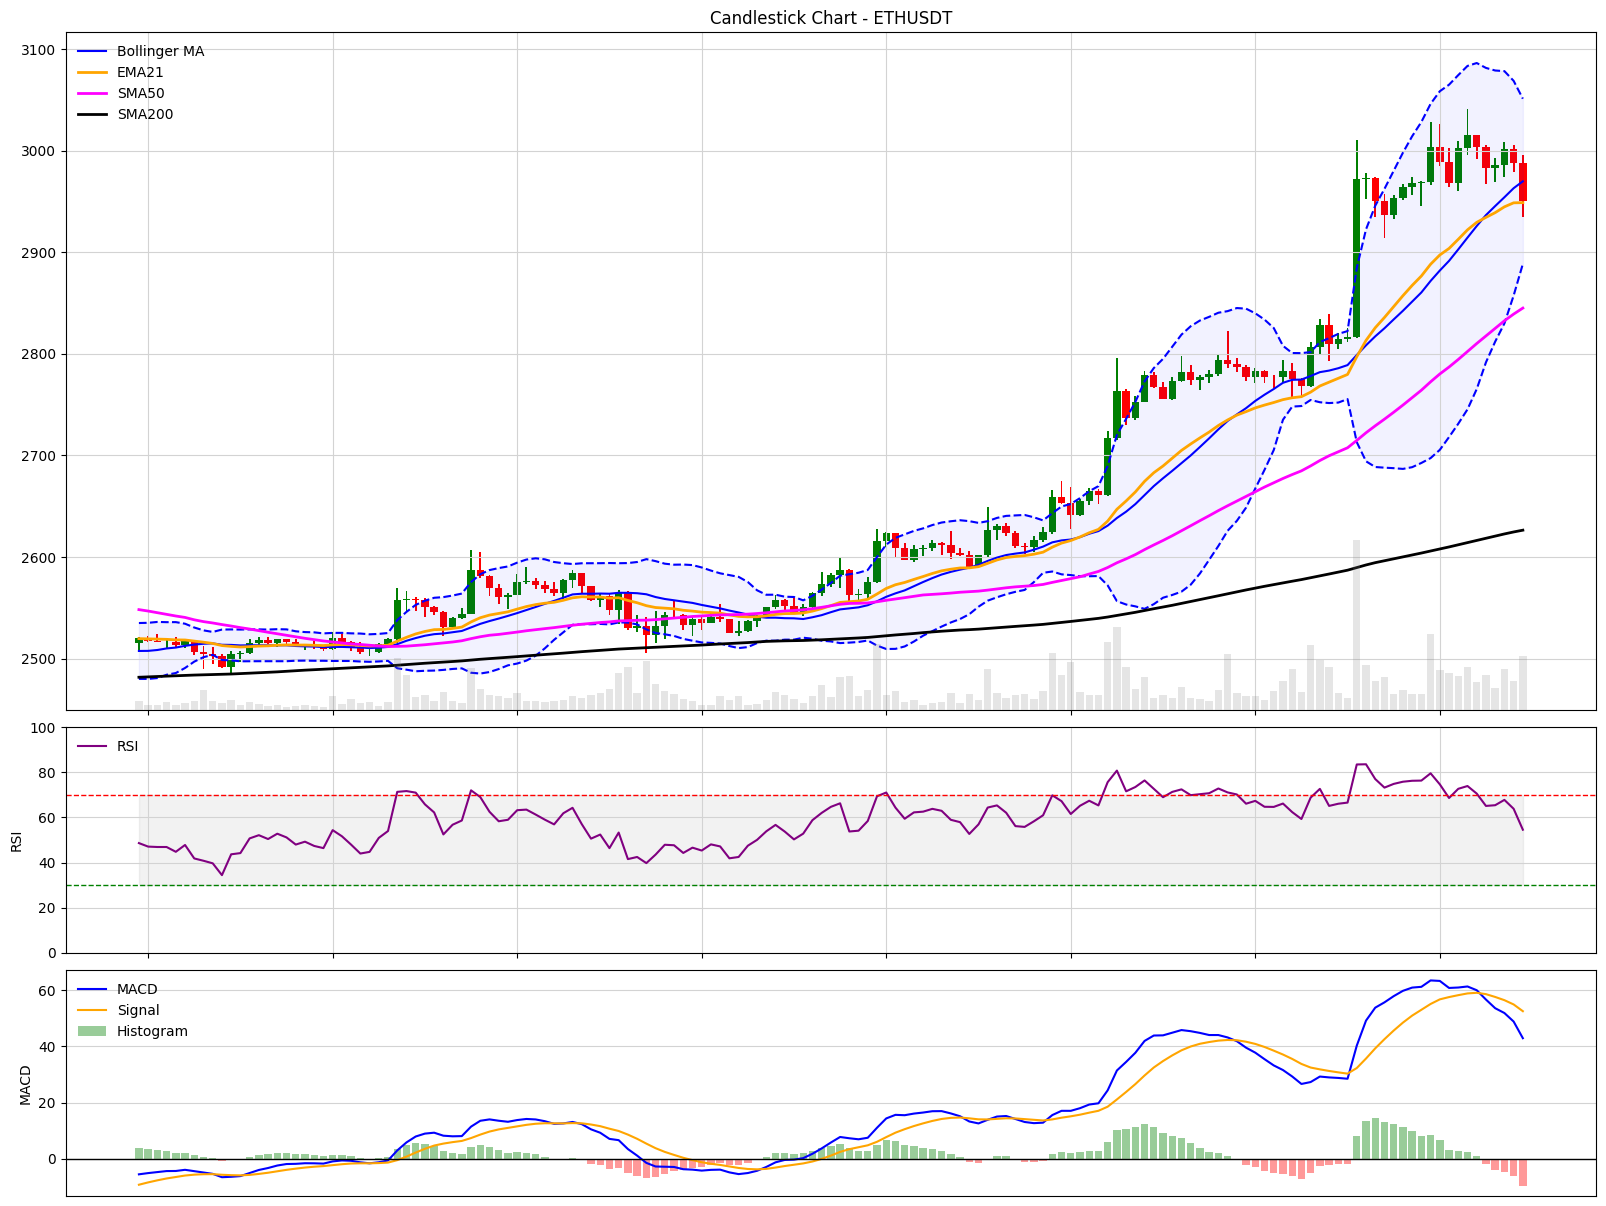 Candlestick Chart - ETHUSDT
Bollinger MA
EMA21
SMA50
SMA200
3100
3000
2900
2800
2700
2600
2500
RSI
100
80
60
40
20
0
RSI
MACD
Signal
Histogram
60
40
20
0
MACD